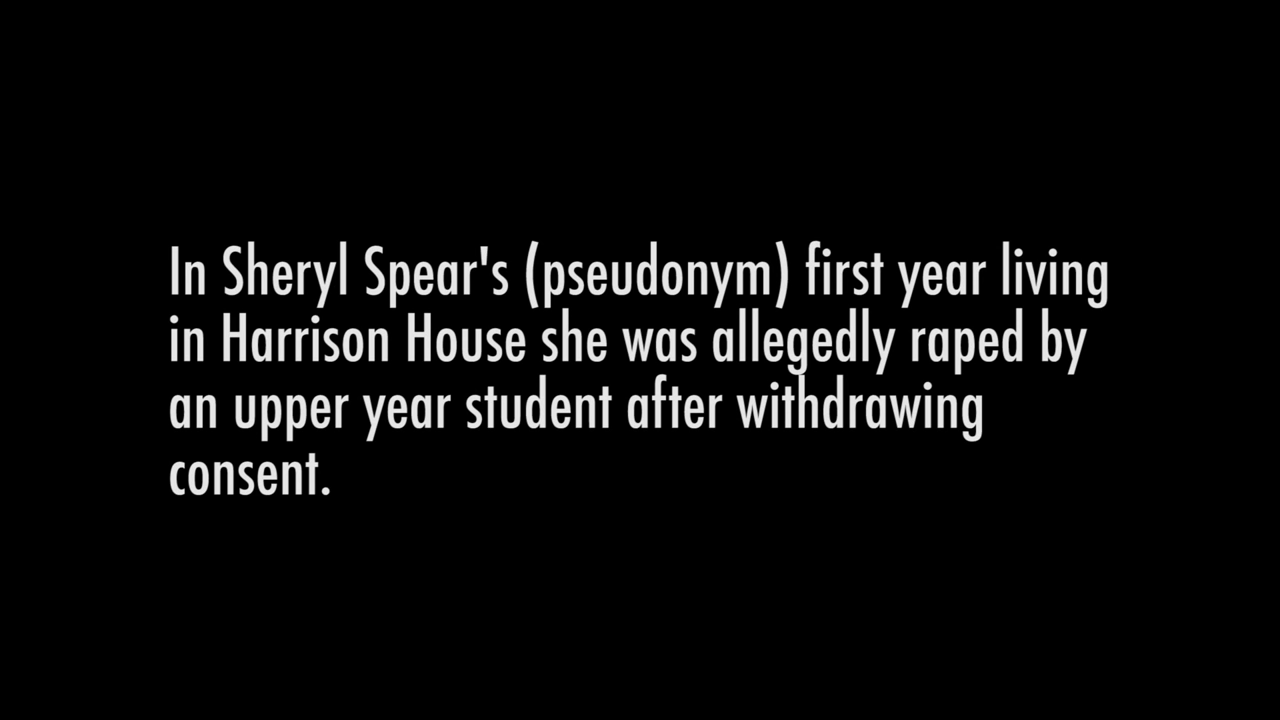 In Sheryl Spear's (pseudonym) first year living
in Harrison House she was allegedly raped by
an upper year student after withdrawing
consent.